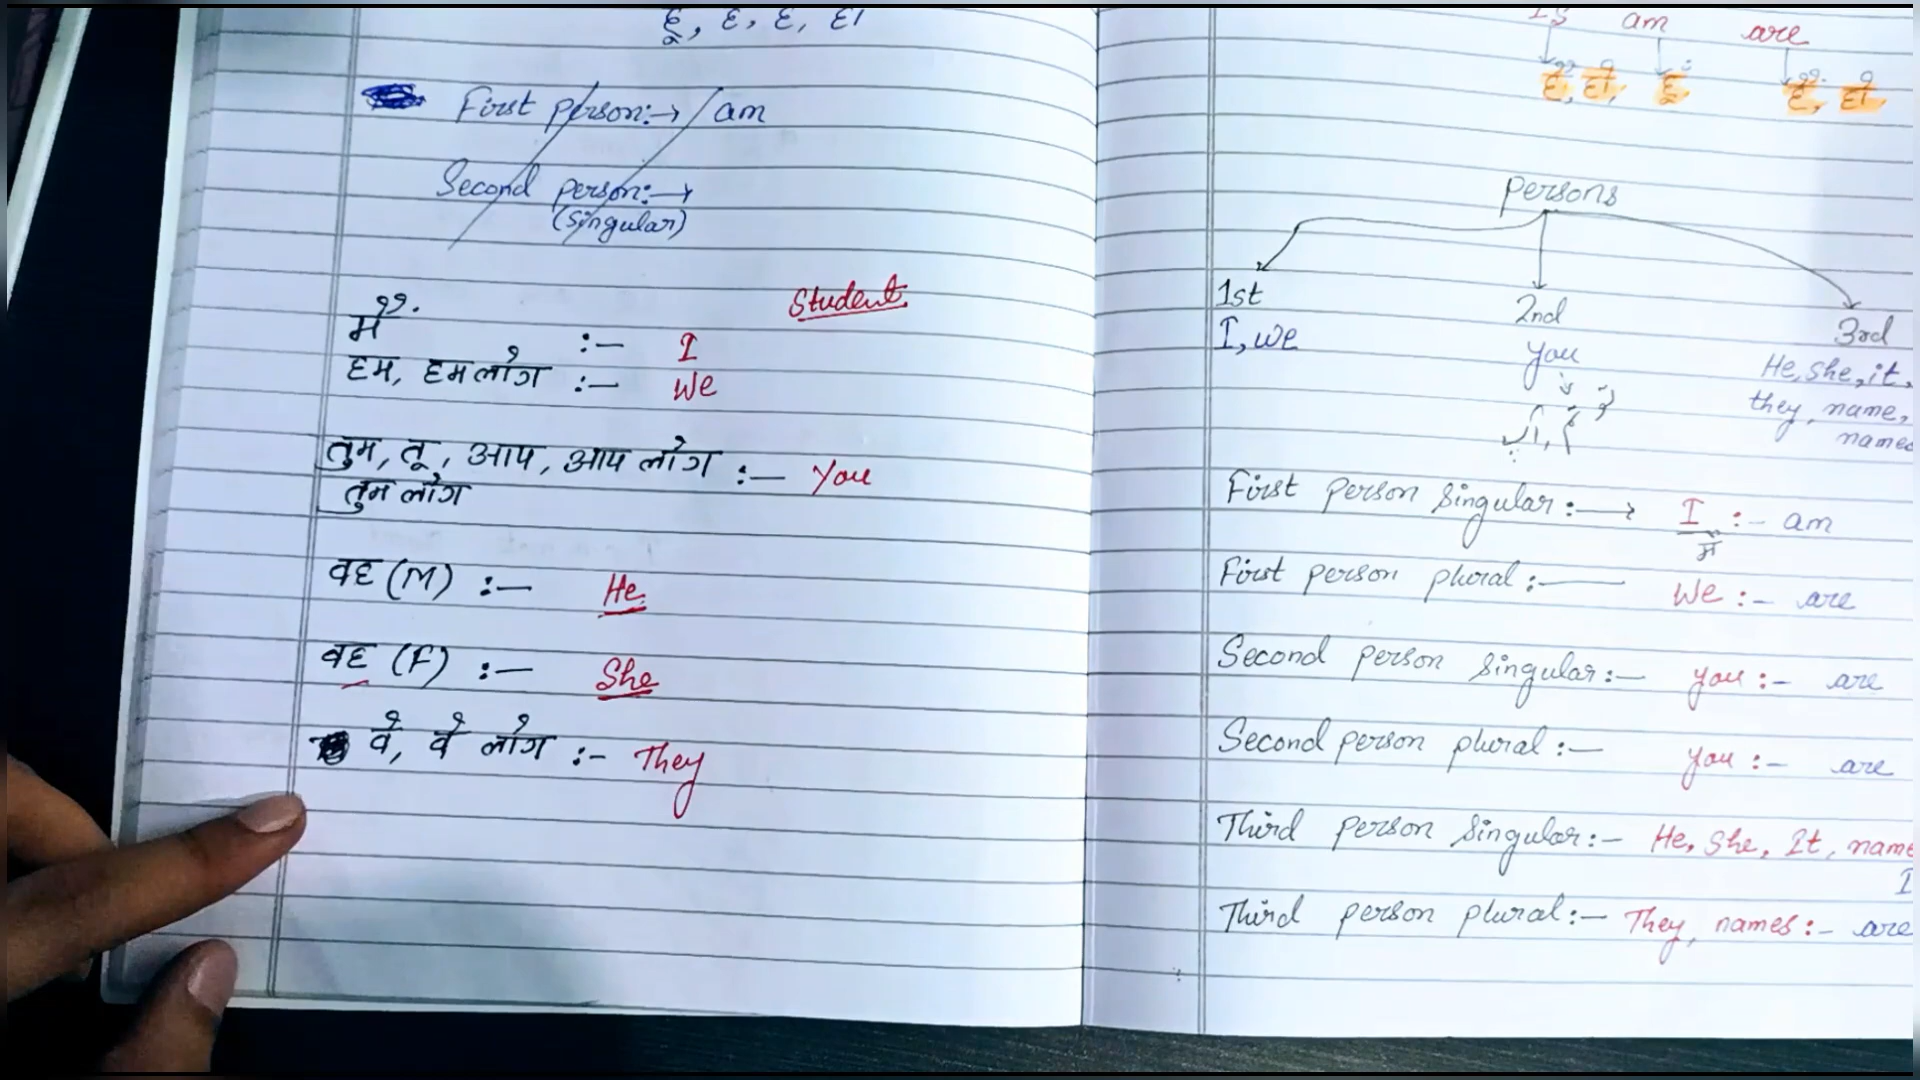 हूँ, है, हैं, हो
First person:→ am
Second person:→
(singular)
Student
मैं :- I
हम, हम लोग :- We
तुम, तू, आप, आप लोग :- You
तुम लोग
वह (M) :- He
वह (F) :- She
वे, वे लोग :- They
is am are
हैं, हो, हूँ हैं, हो
persons
1st 2nd 3rd
I, we you He, she, it,
they, name,
names
First person singular:→ I :- am
मैं
First person plural:- We :- are
Second person singular:- you :- are
Second person plural:- you :- are
Third person singular:- He, She, It, name
Third person plural:- They, names:- are